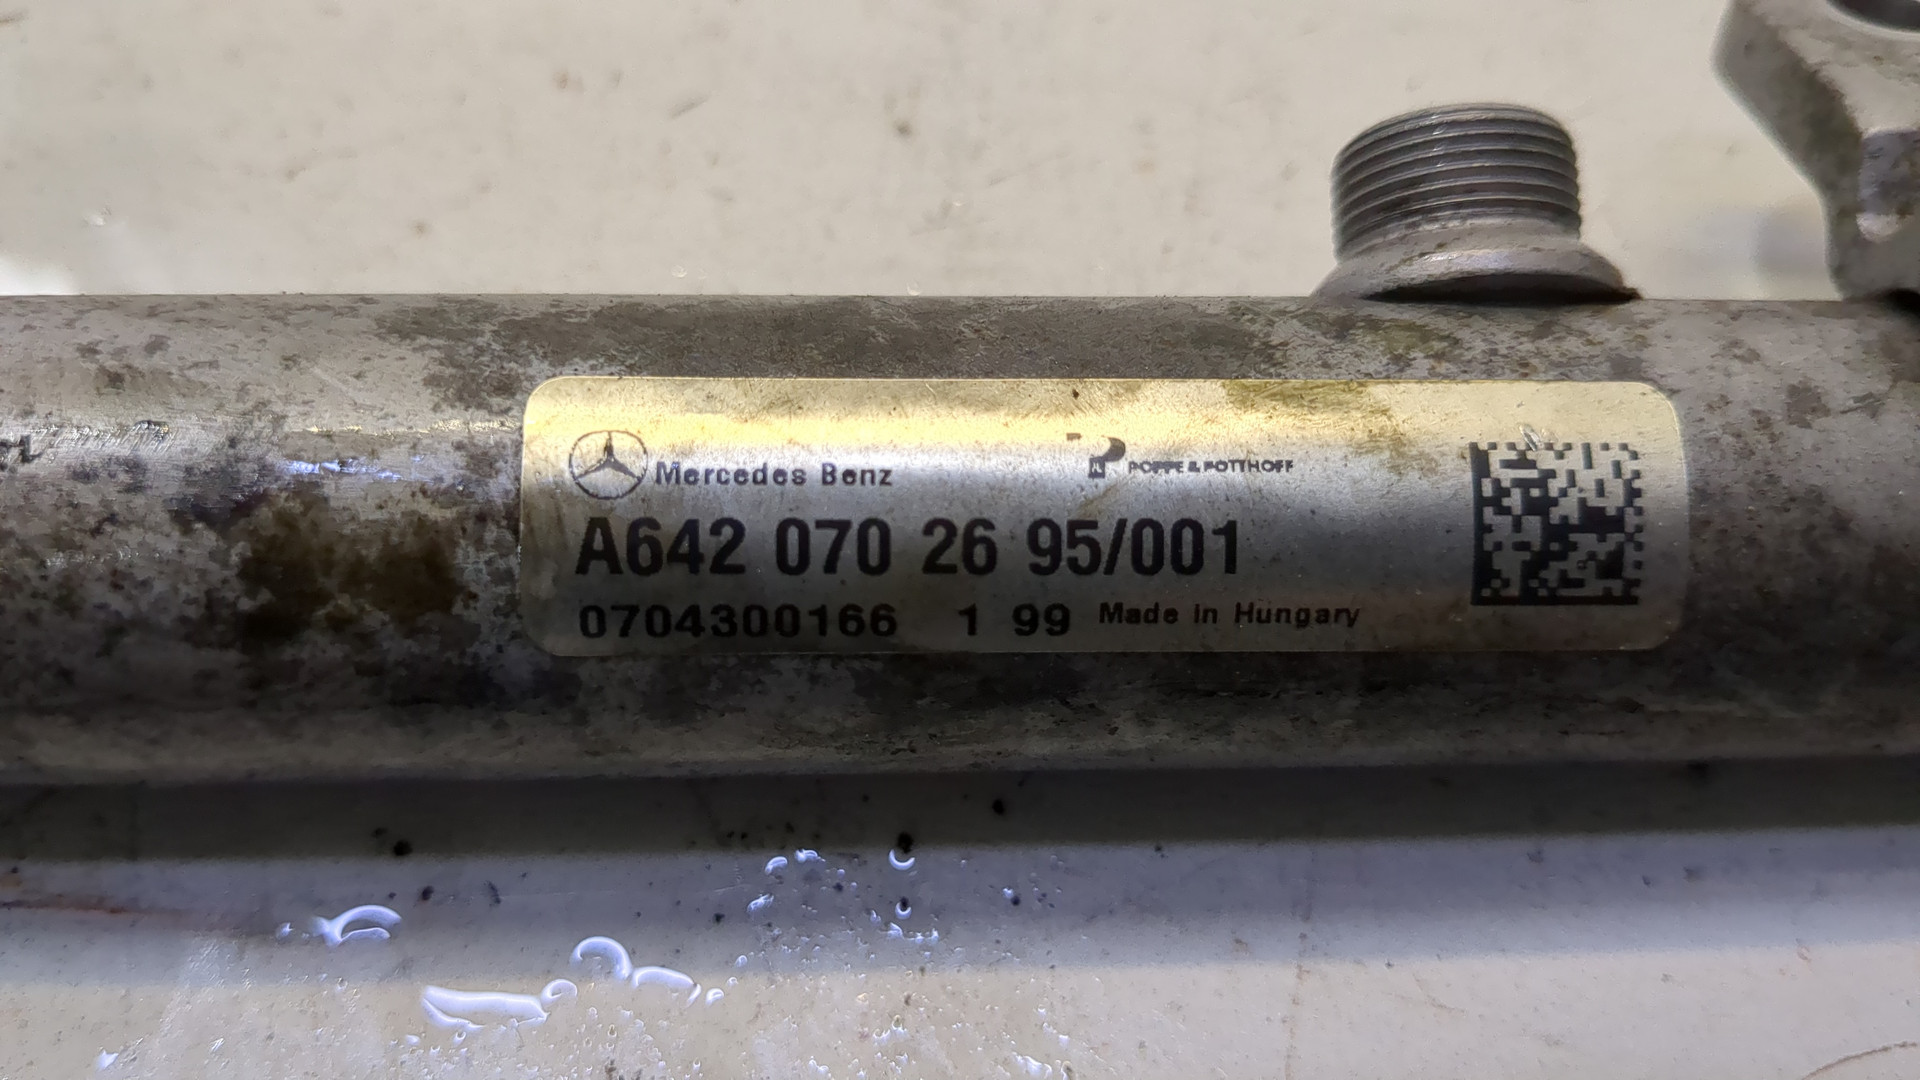 Mercedes Benz POPPE & POTTHOFF
A642 070 26 95/001
0704300166 1 99 Made in Hungary